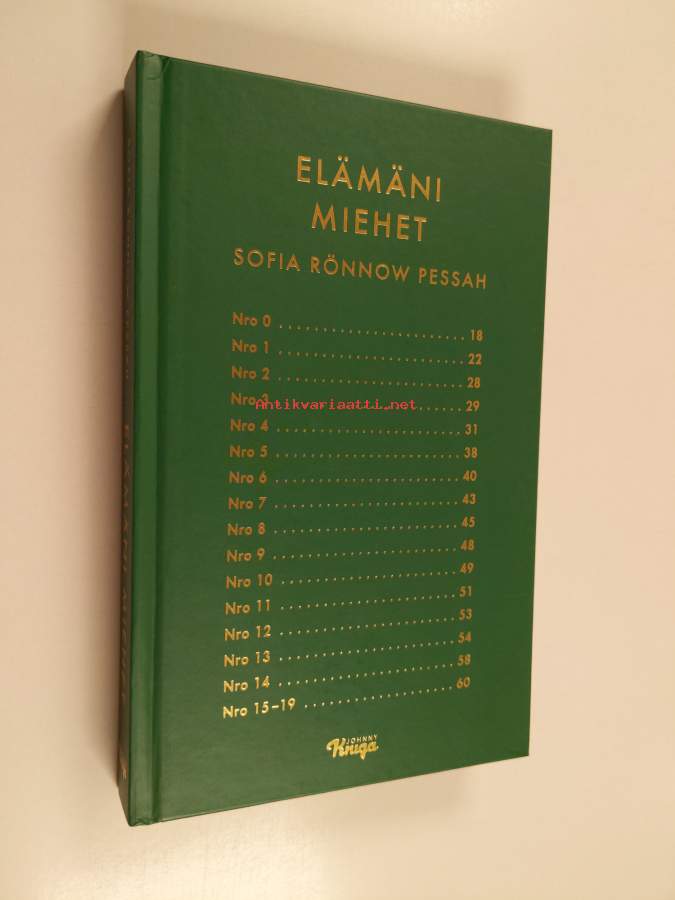 ELÄMÄNI
MIEHET
SOFIA RÖNNOW PESSAH
Nro 0 ........................ 18
Nro 1 ........................ 22
Nro 2 ........................ 28
Nro 3 ........................ 29
Antikvariaatti.net
Nro 4 ........................ 31
Nro 5 ........................ 38
Nro 6 ........................ 40
Nro 7 ........................ 43
Nro 8 ........................ 45
Nro 9 ........................ 48
Nro 10 ....................... 49
Nro 11 ....................... 51
Nro 12 ....................... 53
Nro 13 ....................... 54
Nro 14 ....................... 58
Nro 15–19 .................... 60
JOHNNY
Kniga
ELÄMÄNI MIEHET